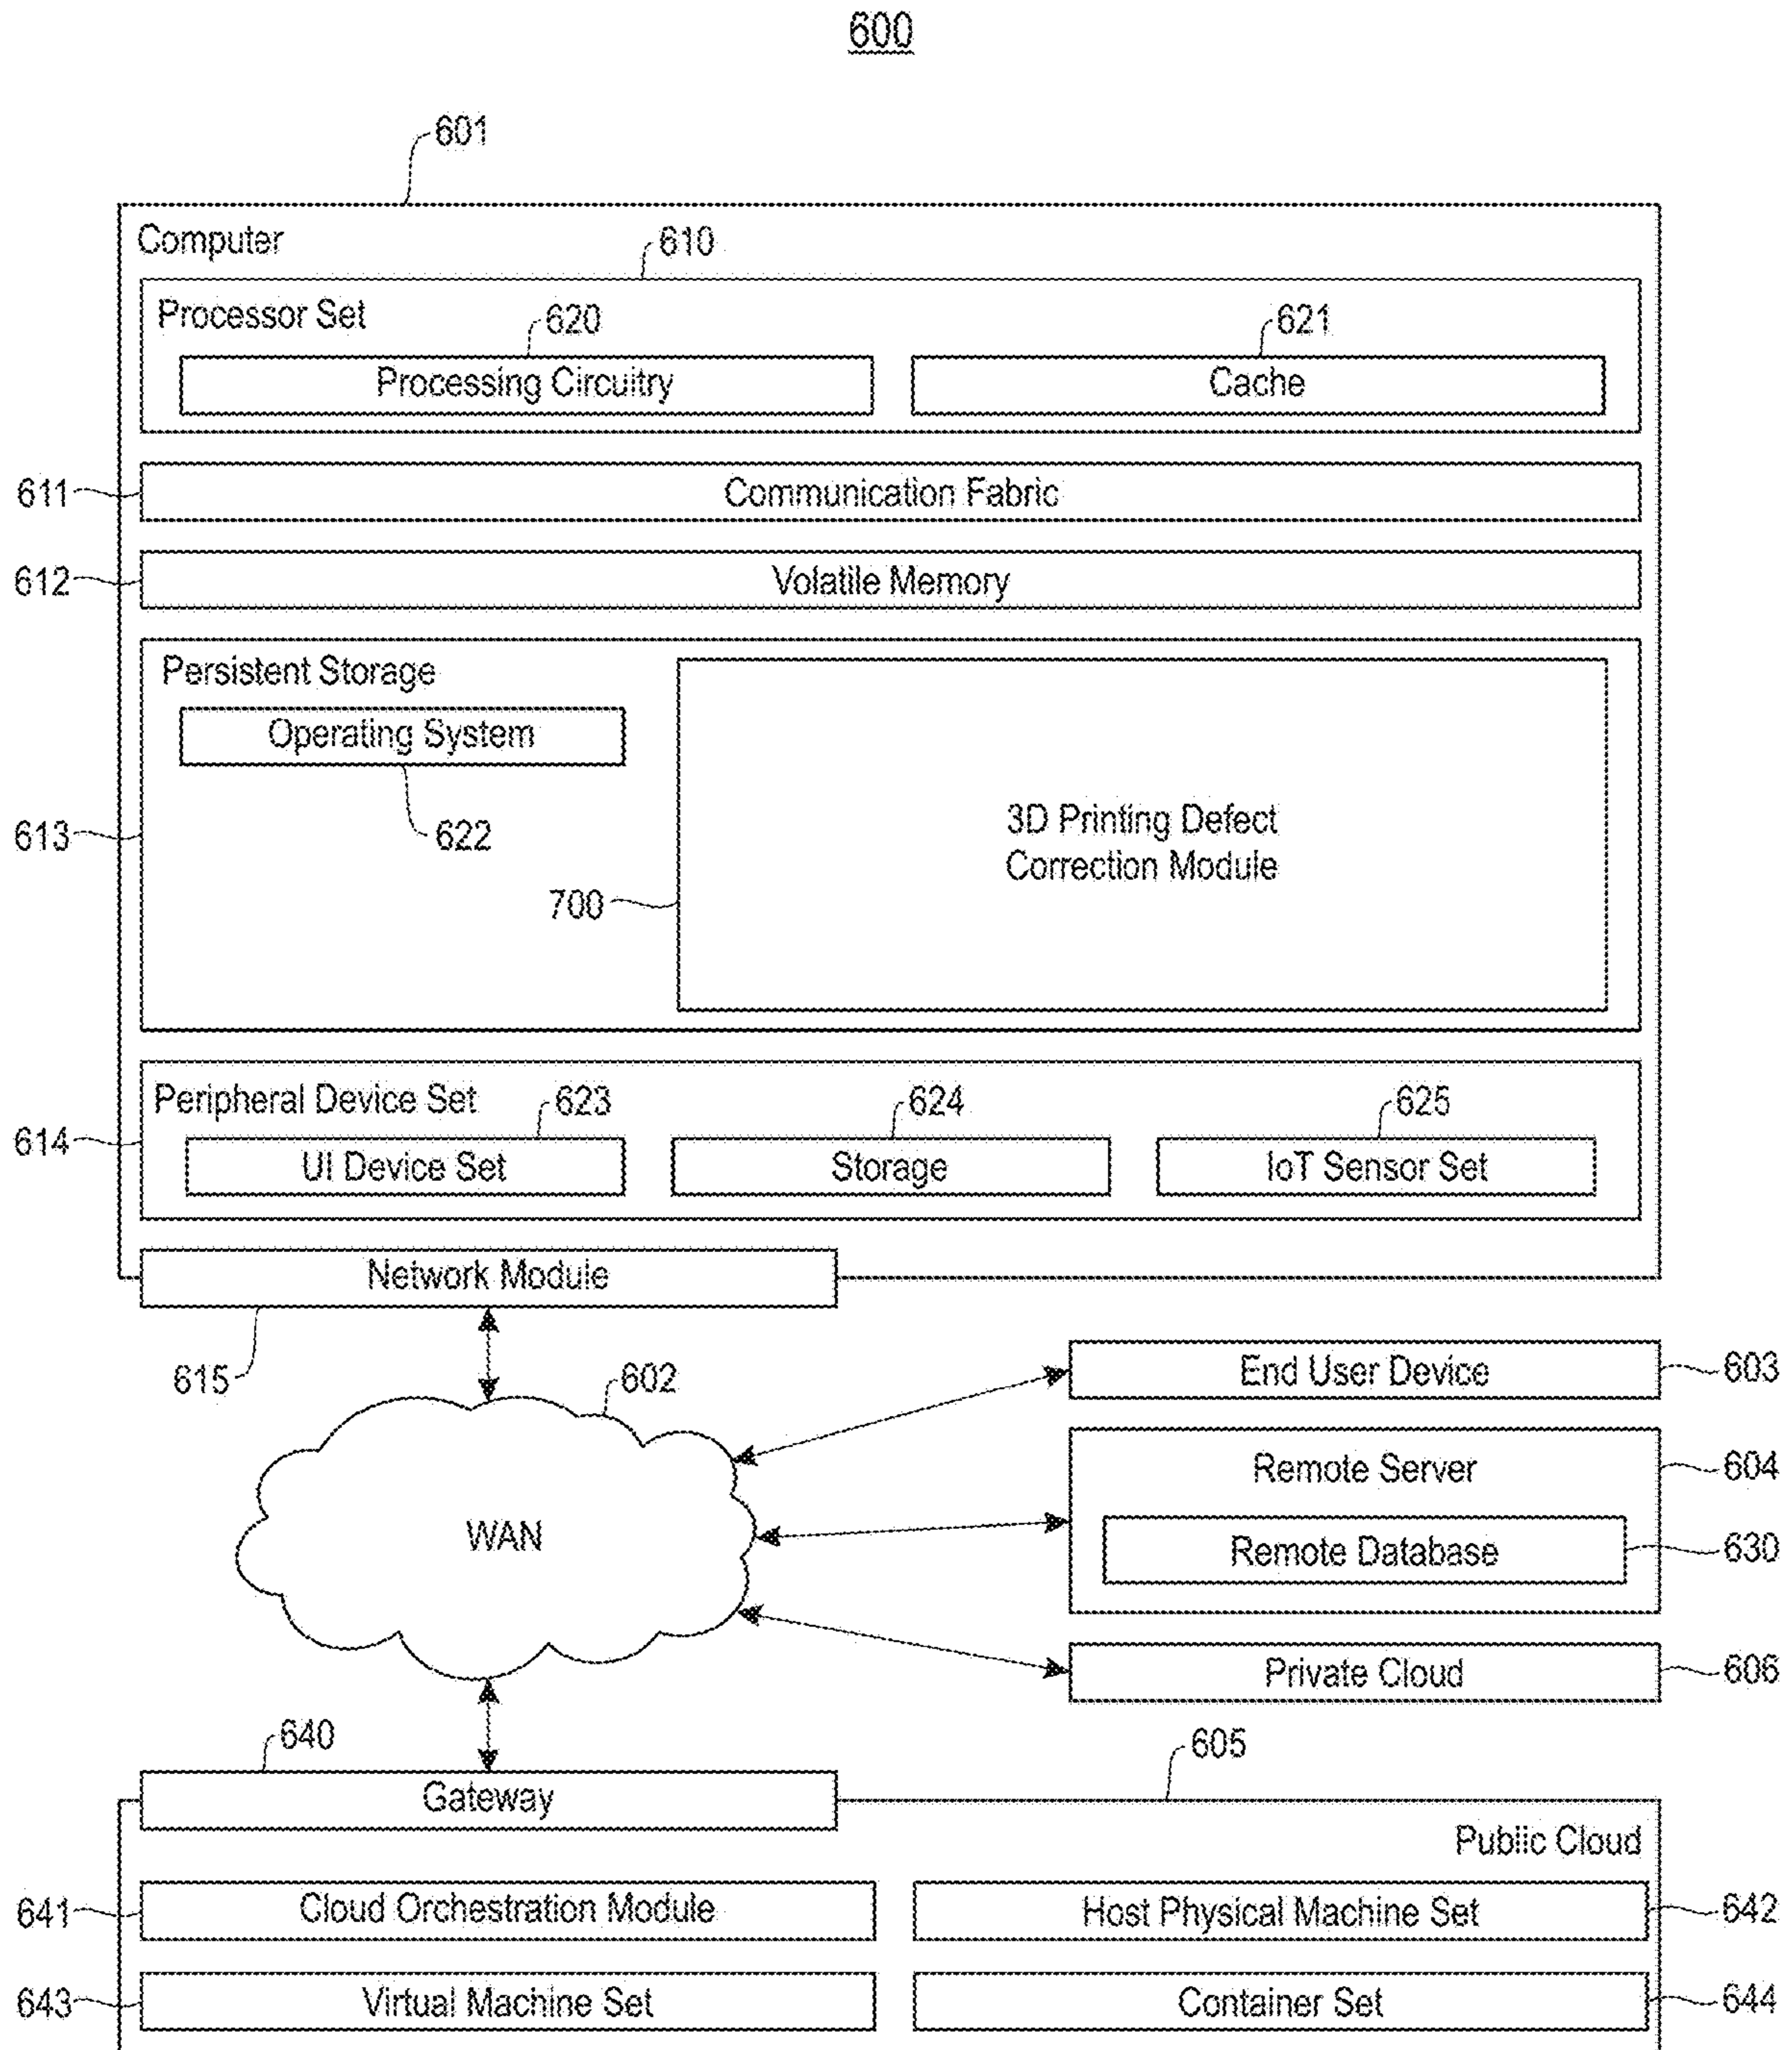 600
601
Computer
610
Processor Set
620
621
Processing Circuitry
Cache
611
Communication Fabric
612
Volatile Memory
Persistent Storage
Operating System
613
622
3D Printing Defect
Correction Module
700
Peripheral Device Set
623
624
625
614
UI Device Set
Storage
IoT Sensor Set
Network Module
615
602
End User Device
603
Remote Server
604
WAN
Remote Database
630
Private Cloud
606
640
605
Gateway
Public Cloud
641
Cloud Orchestration Module
Host Physical Machine Set
642
643
Virtual Machine Set
Container Set
644